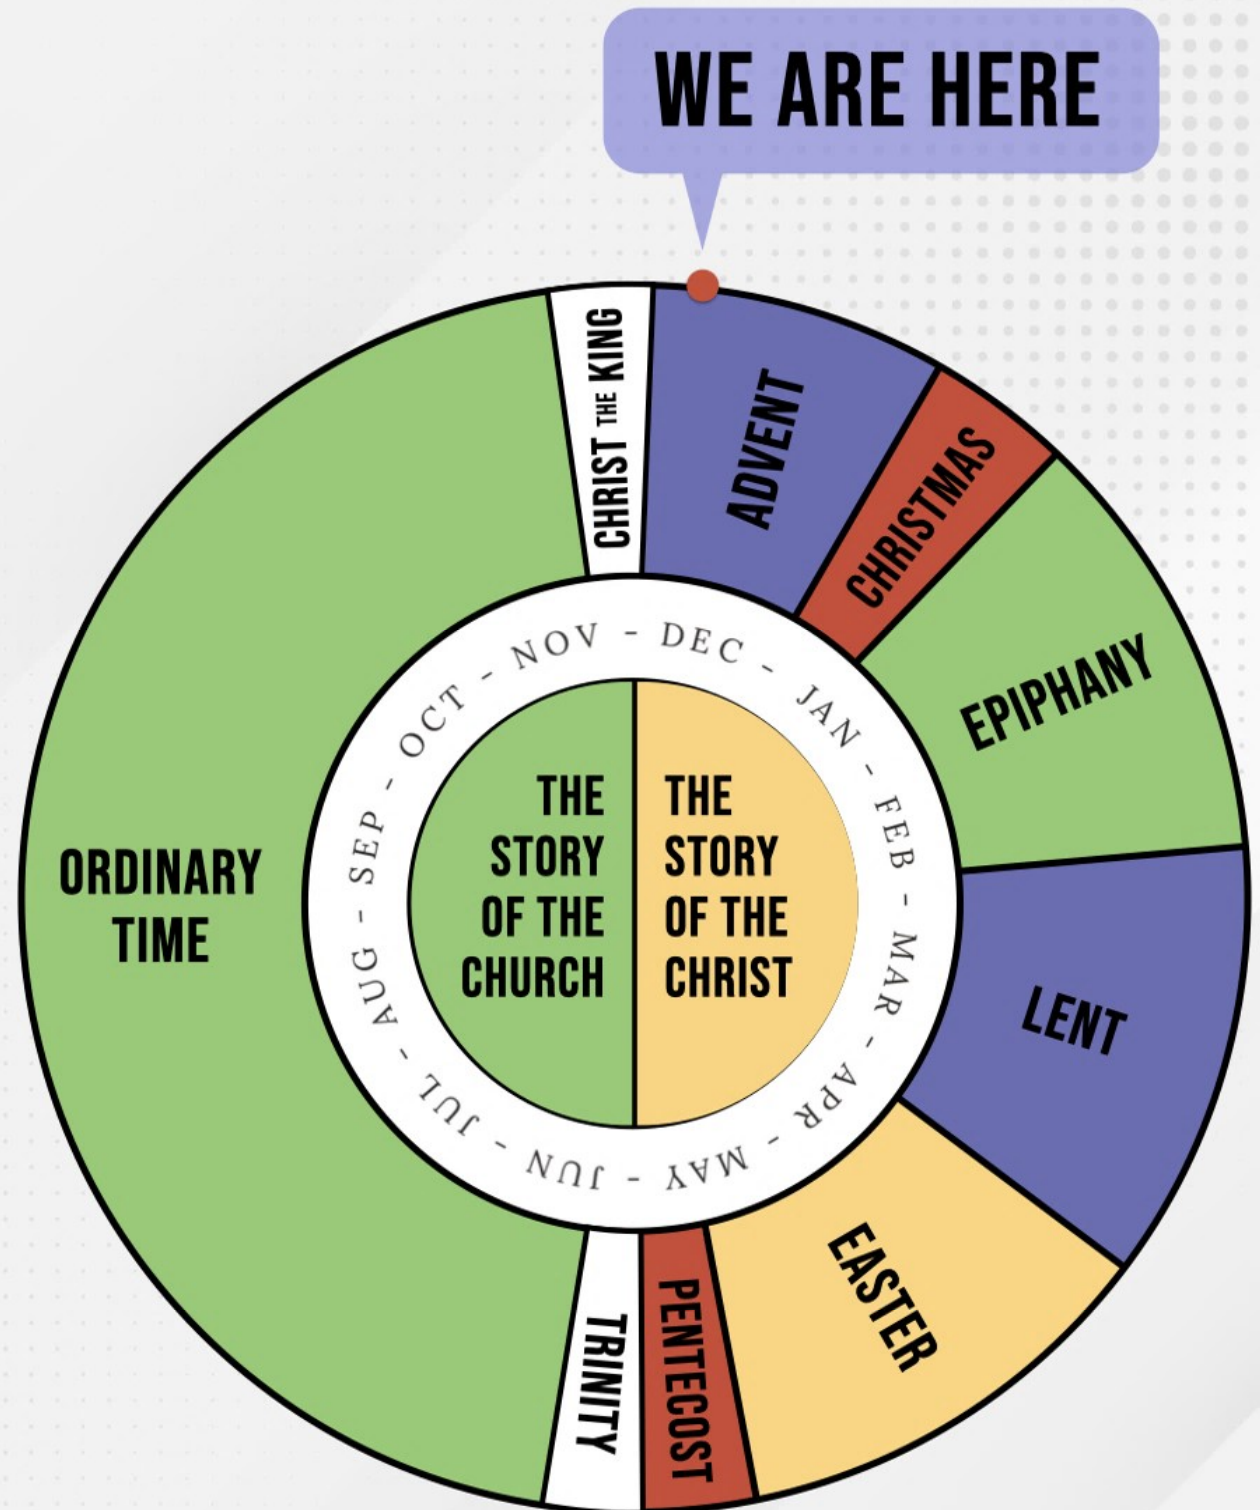 WE ARE HERE
CHRIST THE KING
ADVENT
CHRISTMAS
EPIPHANY
LENT
EASTER
PENTECOST
TRINITY
ORDINARY
TIME
DEC - JAN - FEB - MAR - APR - MAY - JUN - JUL - AUG - SEP - OCT - NOV -
THE
STORY
OF THE
CHURCH
THE
STORY
OF THE
CHRIST